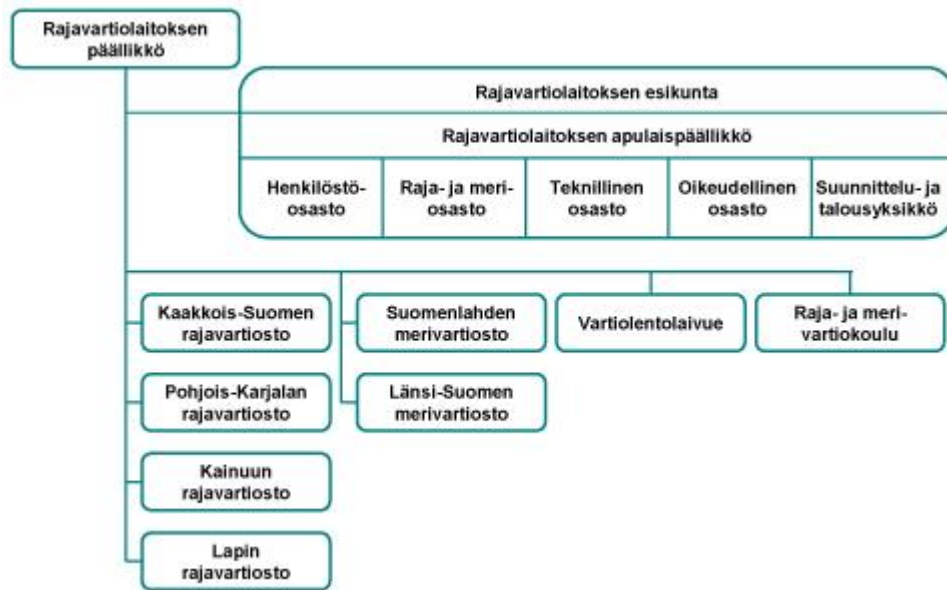 Rajavartiolaitoksen
päällikkö
Rajavartiolaitoksen esikunta
Rajavartiolaitoksen apulaispäällikkö
Henkilöstö-
osasto
Raja- ja meri-
osasto
Teknillinen
osasto
Oikeudellinen
osasto
Suunnittelu- ja
talousyksikkö
Kaakkois-Suomen
rajavartiosto
Suomenlahden
merivartiosto
Vartiolentolaivue
Raja- ja meri-
vartiokoulu
Pohjois-Karjalan
rajavartiosto
Länsi-Suomen
merivartiosto
Kainuun
rajavartiosto
Lapin
rajavartiosto